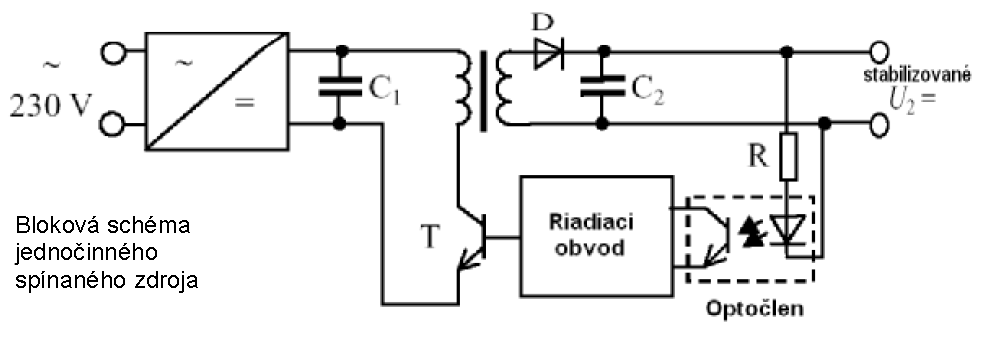 D
~
230 V
~
=
C1
C2
stabilizované
U2 =
R
T
Riadiaci
obvod
Optočlen
Bloková schéma
jednočinného
spínaného zdroja